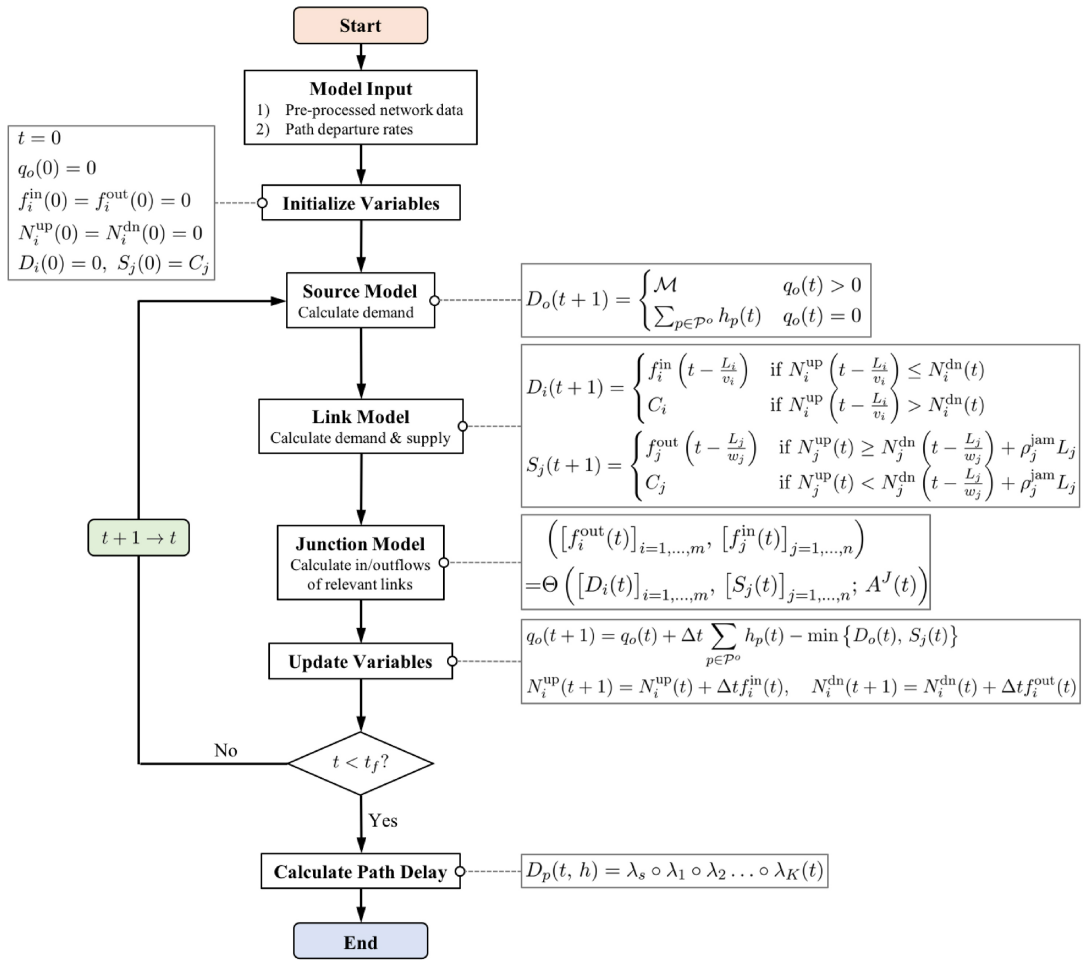 Start
Model Input
1) Pre-processed network data
2) Path departure rates
t = 0
q_o(0) = 0
f_i^in(0) = f_i^out(0) = 0
N_i^up(0) = N_i^dn(0) = 0
D_i(0) = 0, S_j(0) = C_j
Initialize Variables
Source Model
Calculate demand
D_o(t + 1) = { ℳ q_o(t) > 0
∑_{p∈𝒫^o} h_p(t) q_o(t) = 0
Link Model
Calculate demand & supply
D_i(t + 1) = { f_i^in (t − L_i/v_i) if N_i^up (t − L_i/v_i) ≤ N_i^dn(t)
C_i if N_i^up (t − L_i/v_i) > N_i^dn(t)
S_j(t + 1) = { f_j^out (t − L_j/w_j) if N_j^up(t) ≥ N_j^dn (t − L_j/w_j) + ρ_j^jam L_j
C_j if N_j^up(t) < N_j^dn (t − L_j/w_j) + ρ_j^jam L_j
t + 1 → t
Junction Model
Calculate in/outflows
of relevant links
([f_i^out(t)]_{i=1,...,m}, [f_j^in(t)]_{j=1,...,n})
=Θ ([D_i(t)]_{i=1,...,m}, [S_j(t)]_{j=1,...,n}; A^J(t))
Update Variables
q_o(t + 1) = q_o(t) + Δt ∑_{p∈𝒫^o} h_p(t) − min {D_o(t), S_j(t)}
N_i^up(t + 1) = N_i^up(t) + Δt f_i^in(t), N_i^dn(t + 1) = N_i^dn(t) + Δt f_i^out(t)
t < t_f?
No
Yes
Calculate Path Delay
D_p(t, h) = λ_s ∘ λ_1 ∘ λ_2 ... ∘ λ_K(t)
End